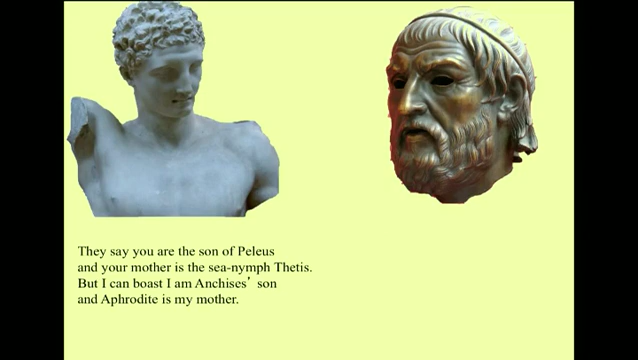 They say you are the son of Peleus
and your mother is the sea-nymph Thetis.
But I can boast I am Anchises’ son
and Aphrodite is my mother.